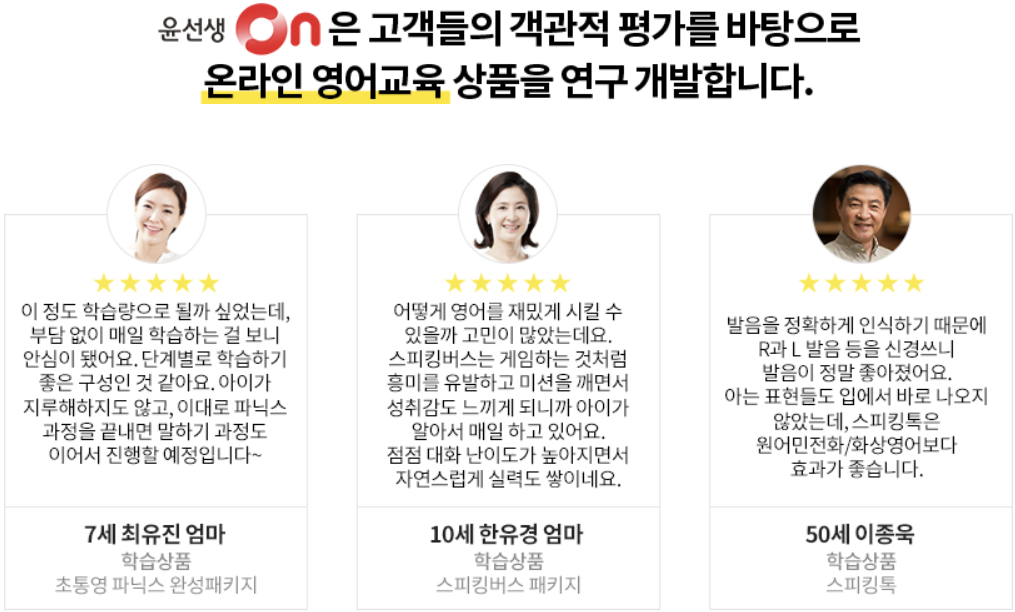 윤선생 On 은 고객들의 객관적 평가를 바탕으로
온라인 영어교육 상품을 연구 개발합니다.
이 정도 학습량으로 될까 싶었는데,
부담 없이 매일 학습하는 걸 보니
안심이 됐어요. 단계별로 학습하기
좋은 구성인 것 같아요. 아이가
지루해하지도 않고, 이대로 파닉스
과정을 끝내면 말하기 과정도
이어서 진행할 예정입니다~
7세 최유진 엄마
학습상품
초통영 파닉스 완성패키지
어떻게 영어를 재밌게 시킬 수
있을까 고민이 많았는데요.
스피킹버스는 게임하는 것처럼
흥미를 유발하고 미션을 깨면서
성취감도 느끼게 되니까 아이가
알아서 매일 하고 있어요.
점점 대화 난이도가 높아지면서
자연스럽게 실력도 쌓이네요.
10세 한유경 엄마
학습상품
스피킹버스 패키지
발음을 정확하게 인식하기 때문에
R과 L 발음 등을 신경쓰니
발음이 정말 좋아졌어요.
아는 표현들도 입에서 바로 나오지
않았는데, 스피킹톡은
원어민전화/화상영어보다
효과가 좋습니다.
50세 이종욱
학습상품
스피킹톡